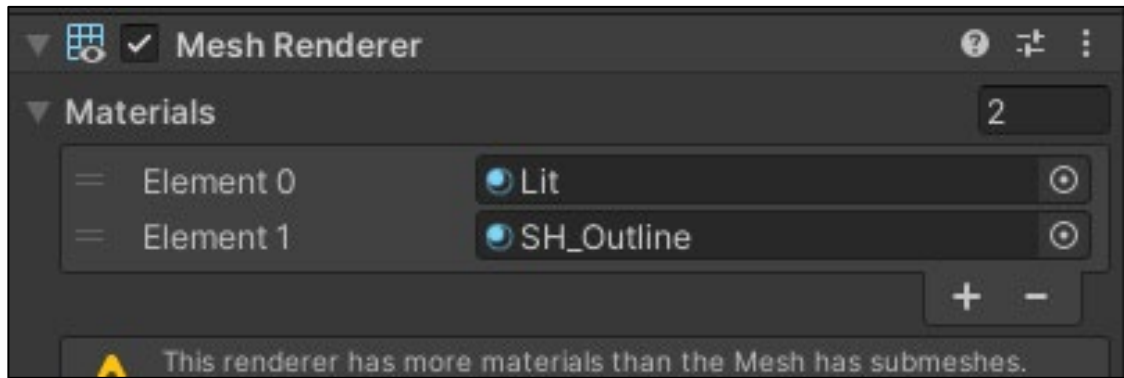 Mesh Renderer
Materials 2
Element 0 Lit
Element 1 SH_Outline
This renderer has more materials than the Mesh has submeshes.